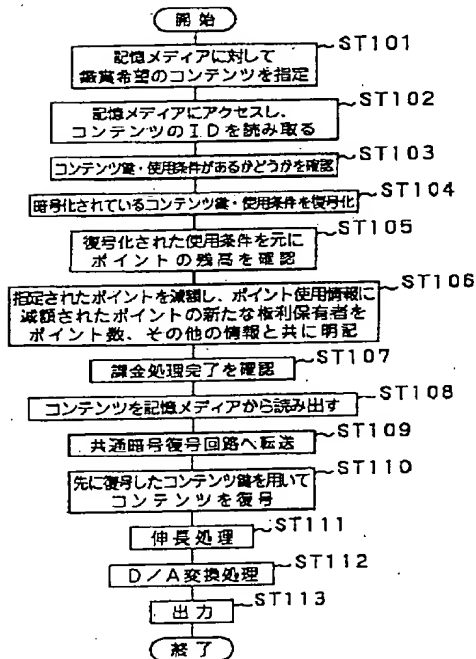 開始
ST101
記憶メディアに対して
鑑賞希望のコンテンツを指定
ST102
記憶メディアにアクセスし、
コンテンツのIDを読み取る
ST103
コンテンツ鍵・使用条件があるかどうかを確認
ST104
暗号化されているコンテンツ鍵・使用条件を復号化
ST105
復号化された使用条件を元に
ポイントの残高を確認
ST106
指定されたポイントを減額し、ポイント使用情報に
減額されたポイントの新たな権利保有者を
ポイント数、その他の情報と共に明記
ST107
課金処理完了を確認
ST108
コンテンツを記憶メディアから読み出す
ST109
共通暗号復号回路へ転送
ST110
先に復号したコンテンツ鍵を用いて
コンテンツを復号
ST111
伸長処理
ST112
D/A変換処理
ST113
出力
終了